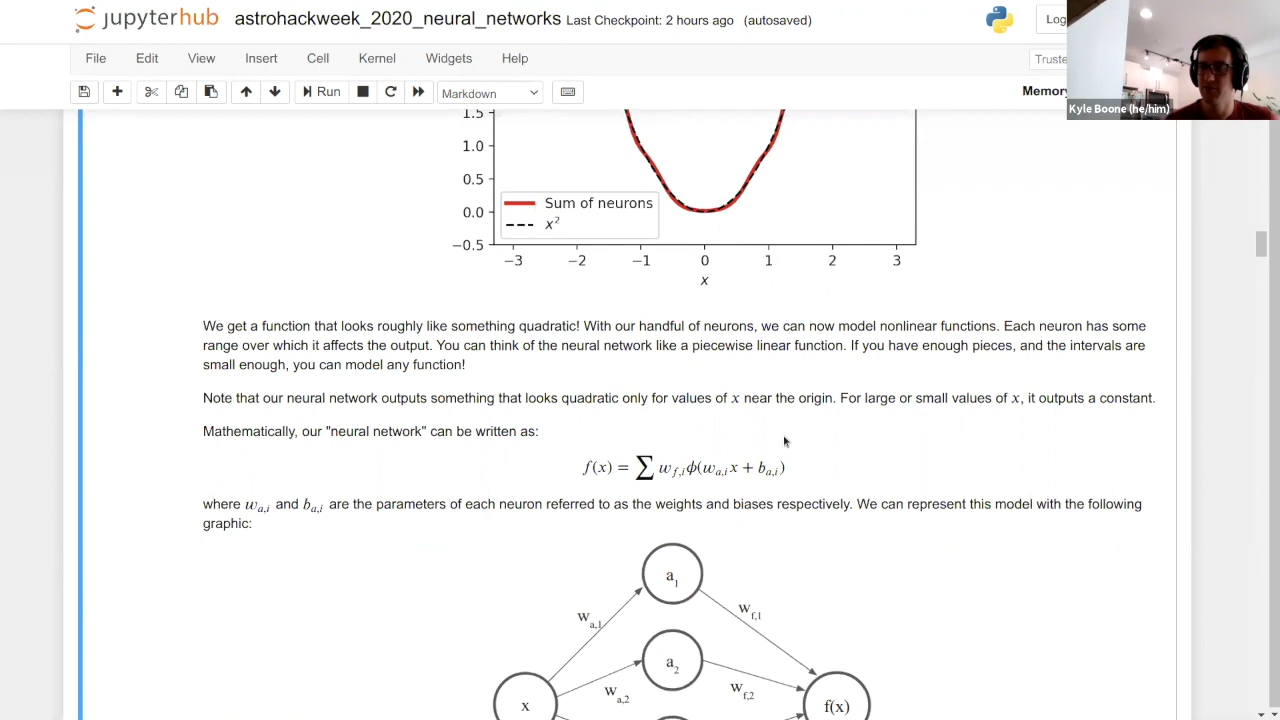 jupyterhub astrohackweek_2020_neural_networks Last Checkpoint: 2 hours ago (autosaved)
Log
File Edit View Insert Cell Kernel Widgets Help
Truste
Run
Markdown
Memory
Kyle Boone (he/him)
1.5
1.0
0.5
0.0
−0.5
Sum of neurons
x²
−3 −2 −1 0 1 2 3
x
We get a function that looks roughly like something quadratic! With our handful of neurons, we can now model nonlinear functions. Each neuron has some
range over which it affects the output. You can think of the neural network like a piecewise linear function. If you have enough pieces, and the intervals are
small enough, you can model any function!
Note that our neural network outputs something that looks quadratic only for values of x near the origin. For large or small values of x, it outputs a constant.
Mathematically, our "neural network" can be written as:
f(x) = ∑ w_{f,i}ϕ(w_{a,i}x + b_{a,i})
where w_{a,i} and b_{a,i} are the parameters of each neuron referred to as the weights and biases respectively. We can represent this model with the following
graphic:
a_1
w_{a,1}
w_{f,1}
a_2
w_{a,2}
w_{f,2}
x
f(x)